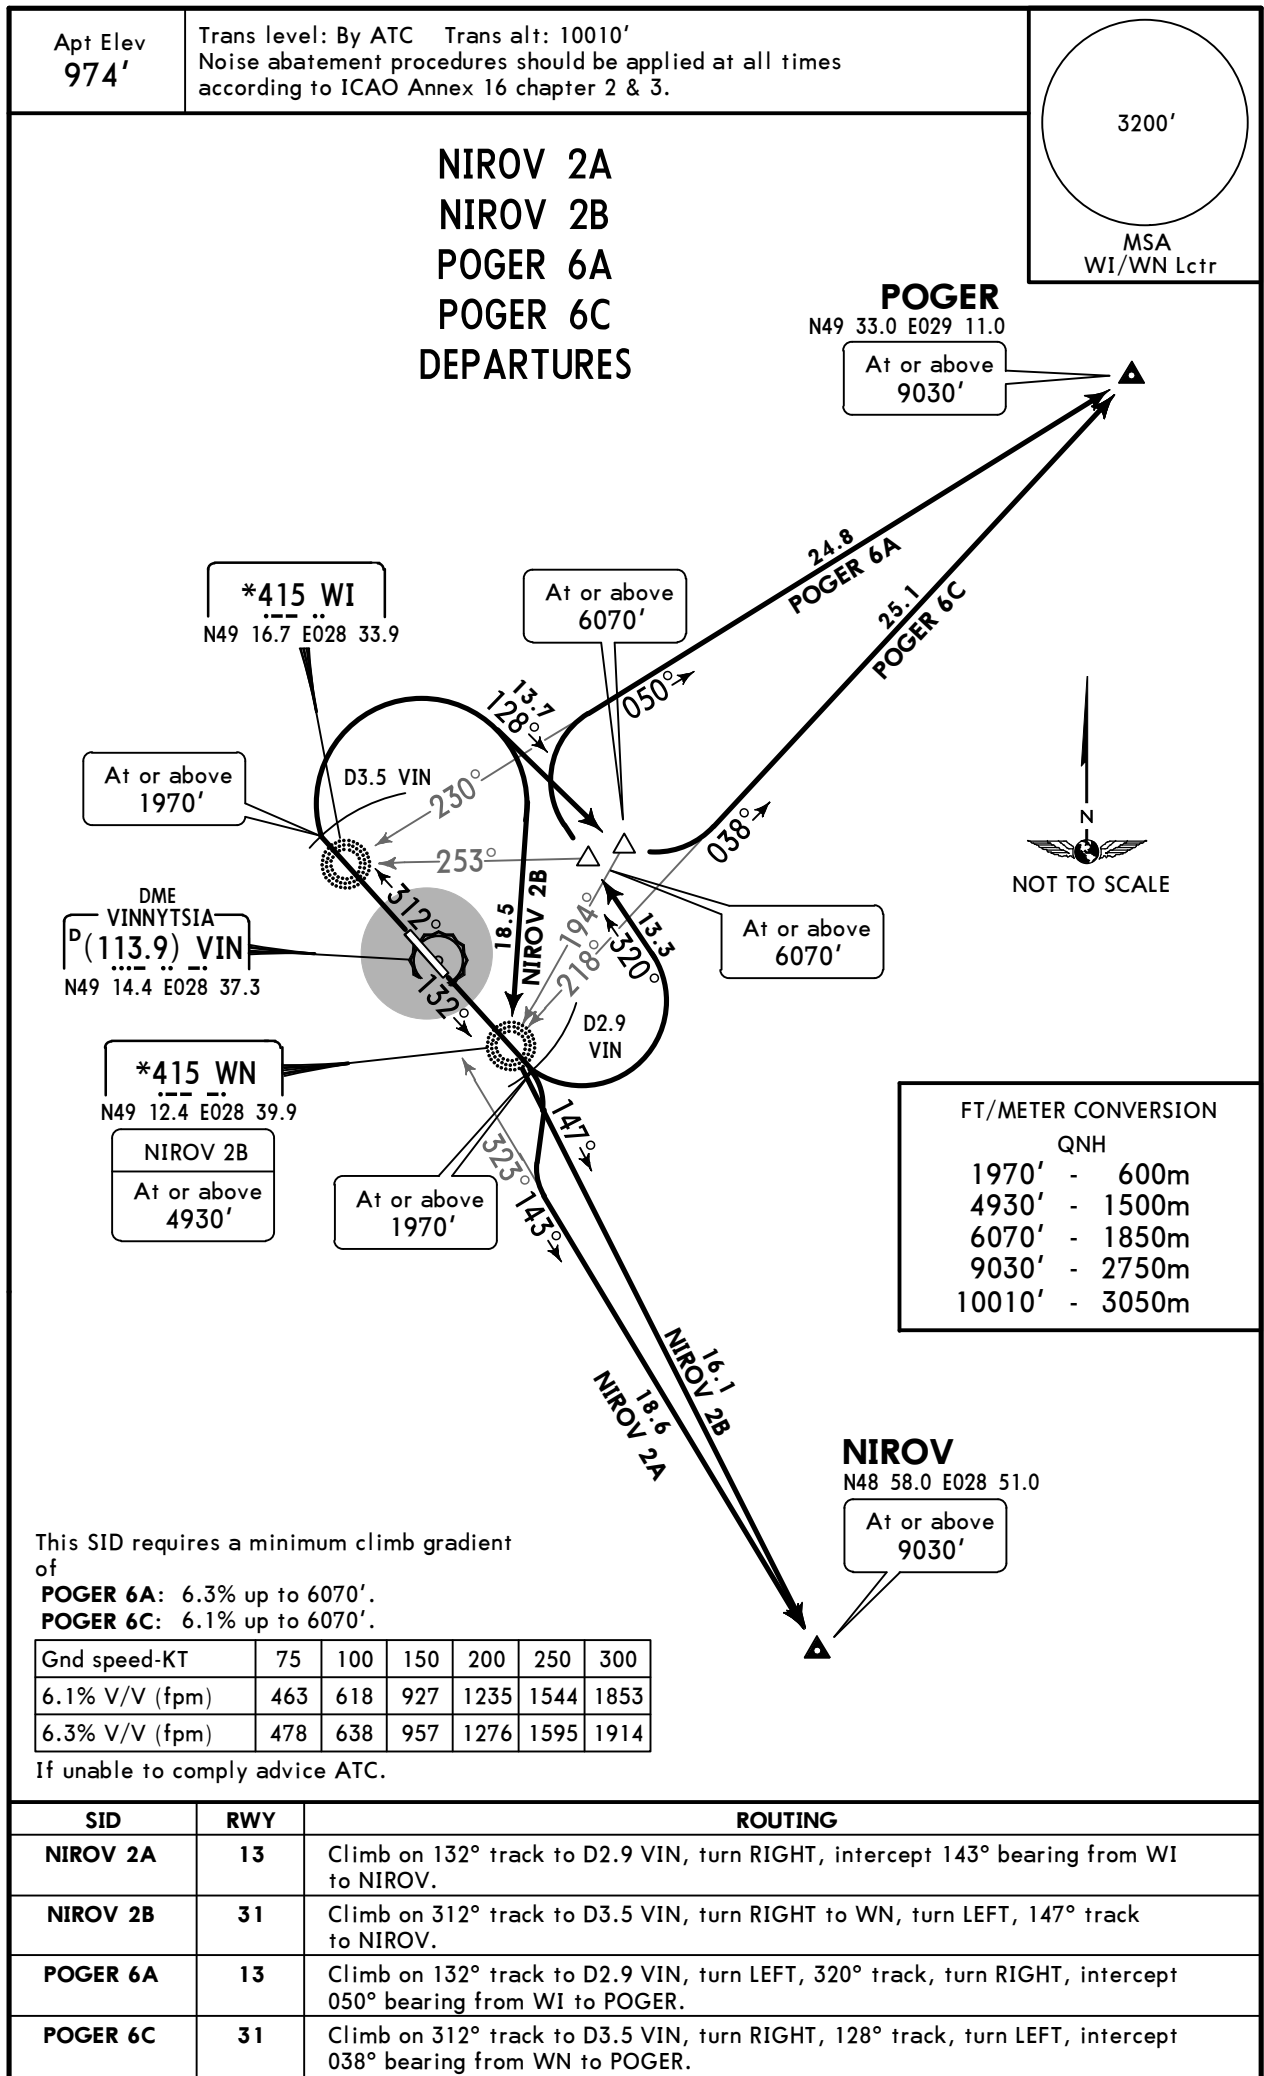 Apt Elev
974'
Trans level: By ATC Trans alt: 10010'
Noise abatement procedures should be applied at all times
according to ICAO Annex 16 chapter 2 & 3.
3200'
MSA
WI/WN Lctr
NIROV 2A
NIROV 2B
POGER 6A
POGER 6C
DEPARTURES
POGER
N49 33.0 E029 11.0
At or above
9030'
24.8
POGER 6A
25.1
POGER 6C
*415 WI
N49 16.7 E028 33.9
At or above
6070'
13.7
128°
050°
At or above
1970'
D3.5 VIN
230°
038°
N
NOT TO SCALE
253°
312°
DME
VINNYTSIA
D (113.9) VIN
N49 14.4 E028 37.3
18.5
NIROV 2B
194°
218°
13.3
320°
At or above
6070'
132°
D2.9
VIN
*415 WN
N49 12.4 E028 39.9
NIROV 2B
At or above
4930'
147°
323°
143°
At or above
1970'
FT/METER CONVERSION
QNH
1970' - 600m
4930' - 1500m
6070' - 1850m
9030' - 2750m
10010' - 3050m
16.1
NIROV 2B
18.6
NIROV 2A
NIROV
N48 58.0 E028 51.0
At or above
9030'
This SID requires a minimum climb gradient
of
POGER 6A: 6.3% up to 6070'.
POGER 6C: 6.1% up to 6070'.
Gnd speed-KT 75 100 150 200 250 300
6.1% V/V (fpm) 463 618 927 1235 1544 1853
6.3% V/V (fpm) 478 638 957 1276 1595 1914
If unable to comply advice ATC.
SID RWY ROUTING
NIROV 2A 13 Climb on 132° track to D2.9 VIN, turn RIGHT, intercept 143° bearing from WI
to NIROV.
NIROV 2B 31 Climb on 312° track to D3.5 VIN, turn RIGHT to WN, turn LEFT, 147° track
to NIROV.
POGER 6A 13 Climb on 132° track to D2.9 VIN, turn LEFT, 320° track, turn RIGHT, intercept
050° bearing from WI to POGER.
POGER 6C 31 Climb on 312° track to D3.5 VIN, turn RIGHT, 128° track, turn LEFT, intercept
038° bearing from WN to POGER.